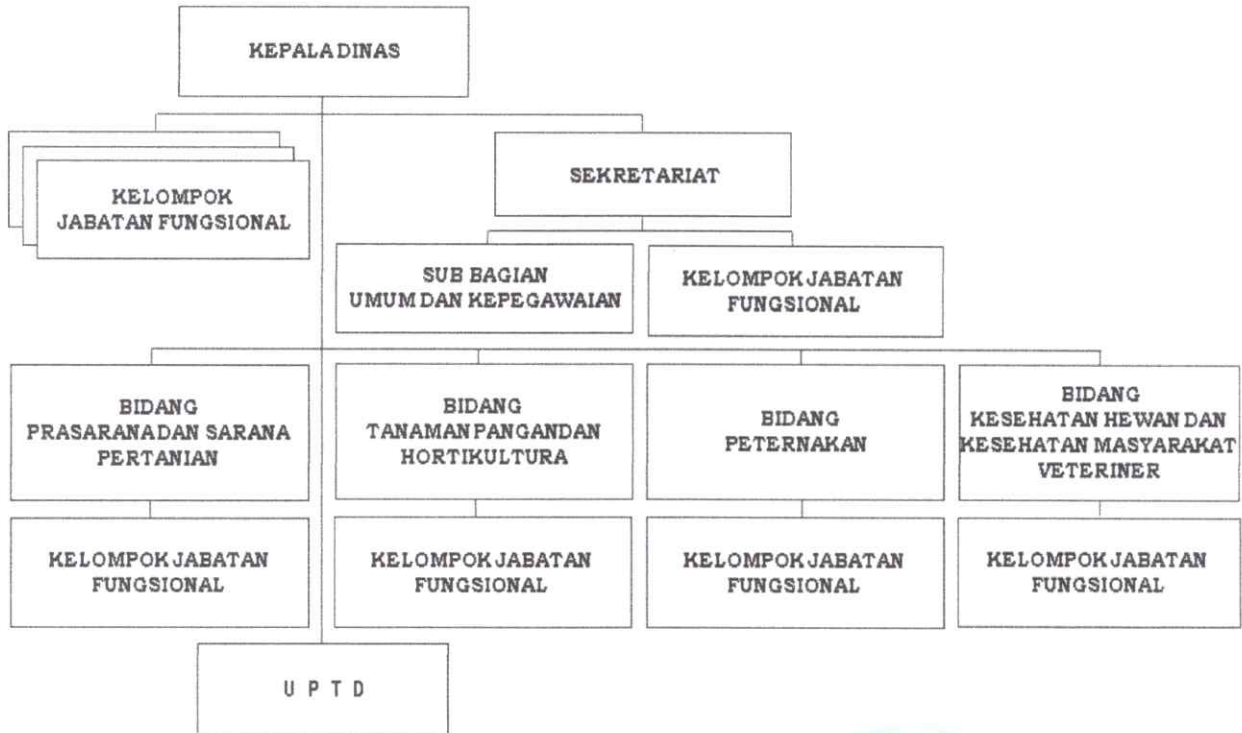 KEPALA DINAS
KELOMPOK
JABATAN FUNGSIONAL
SEKRETARIAT
SUB BAGIAN
UMUM DAN KEPEGAWAIAN
KELOMPOK JABATAN
FUNGSIONAL
BIDANG
PRASARANA DAN SARANA
PERTANIAN
BIDANG
TANAMAN PANGAN DAN
HORTIKULTURA
BIDANG
PETERNAKAN
BIDANG
KESEHATAN HEWAN DAN
KESEHATAN MASYARAKAT
VETERINER
KELOMPOK JABATAN
FUNGSIONAL
KELOMPOK JABATAN
FUNGSIONAL
KELOMPOK JABATAN
FUNGSIONAL
KELOMPOK JABATAN
FUNGSIONAL
U P T D